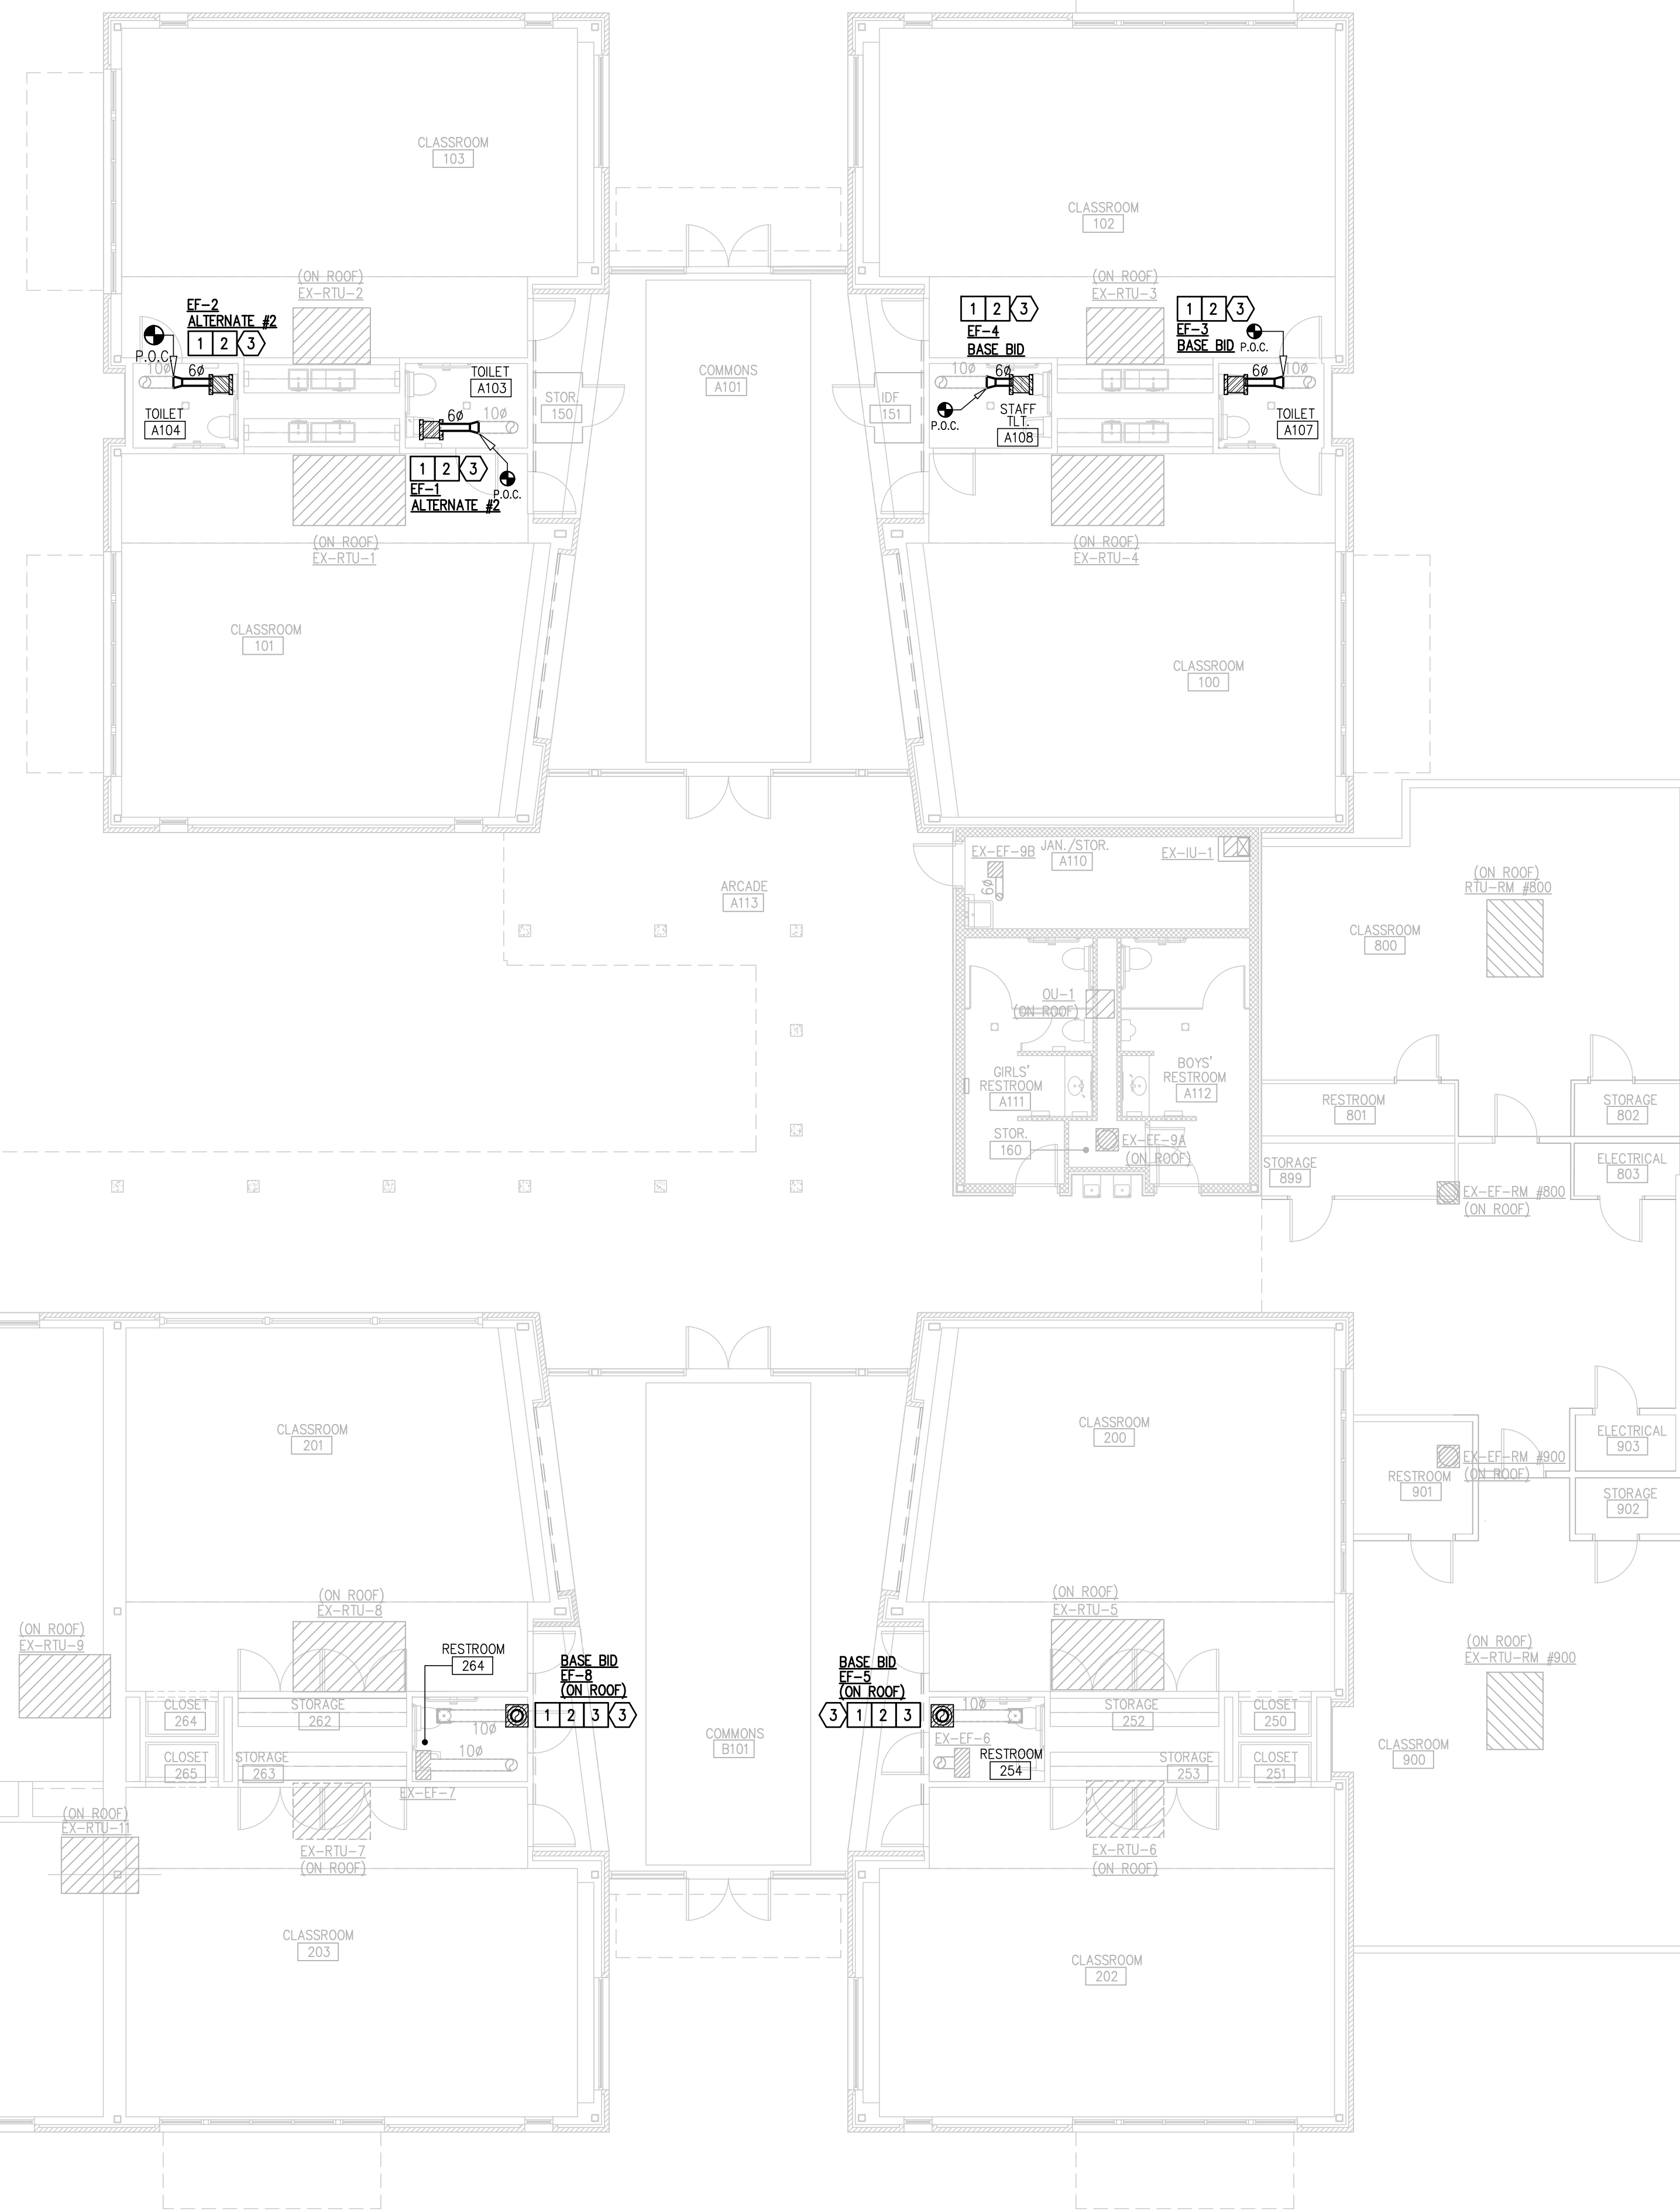 CLASSROOM
103
CLASSROOM
102
(ON ROOF)
EX-RTU-2
(ON ROOF)
EX-RTU-3
EF-2
ALTERNATE #2
1 2 3
P.O.C.
10ø
6ø
TOILET
A104
TOILET
A103
6ø
10ø
1 2 3
EF-1
ALTERNATE #2
P.O.C.
STOR.
150
COMMONS
A101
IDF
151
1 2 3
EF-4
BASE BID
10ø
6ø
P.O.C.
STAFF
TLT.
A108
1 2 3
EF-3
BASE BID
P.O.C.
6ø
10ø
TOILET
A107
(ON ROOF)
EX-RTU-1
(ON ROOF)
EX-RTU-4
CLASSROOM
101
CLASSROOM
100
ARCADE
A113
EX-EF-9B
6ø
JAN./STOR.
A110
EX-IU-1
(ON ROOF)
RTU-RM #800
CLASSROOM
800
OU-1
(ON ROOF)
GIRLS'
RESTROOM
A111
BOYS'
RESTROOM
A112
STOR.
160
EX-EF-9A
(ON ROOF)
RESTROOM
801
STORAGE
802
STORAGE
899
ELECTRICAL
803
EX-EF-RM #800
(ON ROOF)
CLASSROOM
201
CLASSROOM
200
ELECTRICAL
903
EX-EF-RM #900
(ON ROOF)
RESTROOM
901
STORAGE
902
(ON ROOF)
EX-RTU-8
(ON ROOF)
EX-RTU-5
(ON ROOF)
EX-RTU-9
RESTROOM
264
BASE BID
EF-8
(ON ROOF)
1 2 3 3
BASE BID
EF-5
(ON ROOF)
3 1 2 3
(ON ROOF)
EX-RTU-RM #900
CLOSET
264
STORAGE
262
10ø
10ø
CLOSET
265
STORAGE
263
EX-EF-7
COMMONS
B101
10ø
EX-EF-6
RESTROOM
254
STORAGE
252
CLOSET
250
STORAGE
253
CLOSET
251
CLASSROOM
900
(ON ROOF)
EX-RTU-11
EX-RTU-7
(ON ROOF)
EX-RTU-6
(ON ROOF)
CLASSROOM
203
CLASSROOM
202